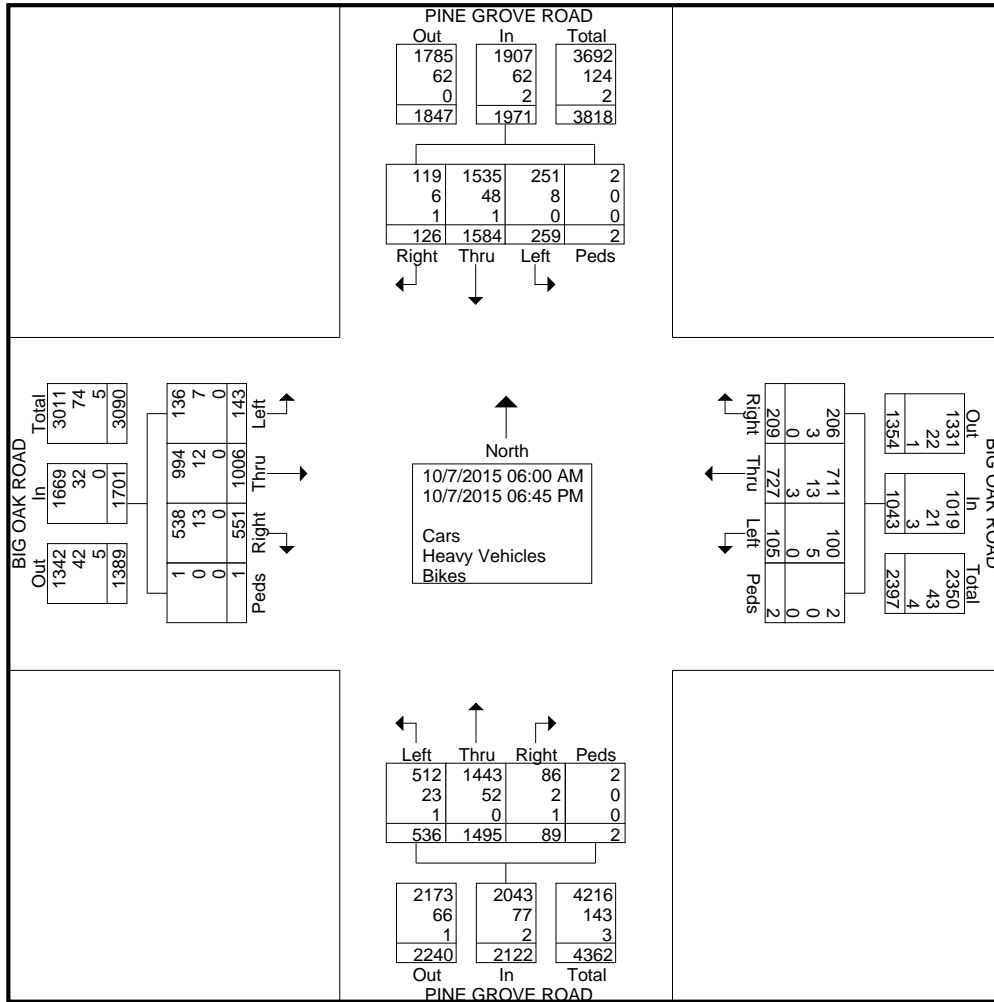 PINE GROVE ROAD
Out In Total
1785 1907 3692
62 62 124
0 2 2
1847 1971 3818
119 1535 251 2
6 48 8 0
1 1 0 0
126 1584 259 2
Right Thru Left Peds
BIG OAK ROAD
Total In Out
3011 1669 1342
74 32 42
5 0 5
3090 1701 1389
136 994 538 1
7 12 13 0
0 0 0 0
143 1006 551 1
Left Thru Right Peds
North
10/7/2015 06:00 AM
10/7/2015 06:45 PM
Cars
Heavy Vehicles
Bikes
BIG OAK ROAD
Out In Total
1331 1019 2350
22 21 43
1 3 4
1354 1043 2397
206 711 100 2
3 13 5 0
0 3 0 0
209 727 105 2
Right Thru Left Peds
Left Thru Right Peds
512 1443 86 2
23 52 2 0
1 0 1 0
536 1495 89 2
2173 2043 4216
66 77 143
1 2 3
2240 2122 4362
Out In Total
PINE GROVE ROAD